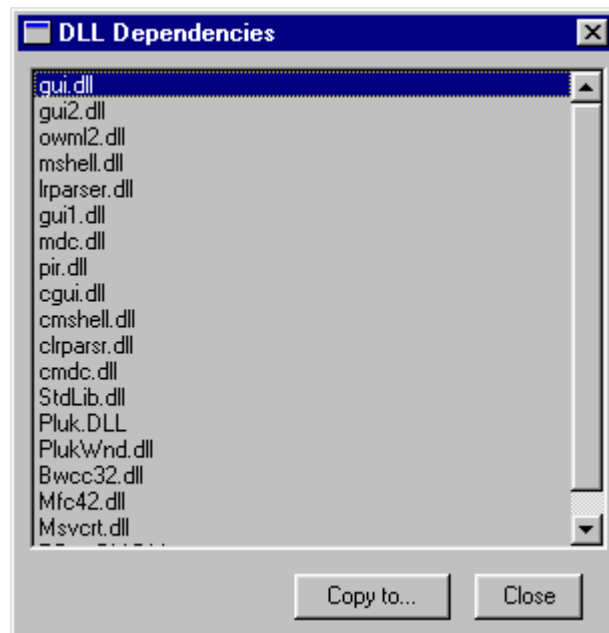 DLL Dependencies
gui.dll
gui2.dll
owml2.dll
mshell.dll
lrparser.dll
gui1.dll
mdc.dll
pir.dll
cgui.dll
cmshell.dll
clrparsr.dll
cmdc.dll
StdLib.dll
Pluk.DLL
PlukWnd.dll
Bwcc32.dll
Mfc42.dll
Msvcrt.dll
Copy to...
Close